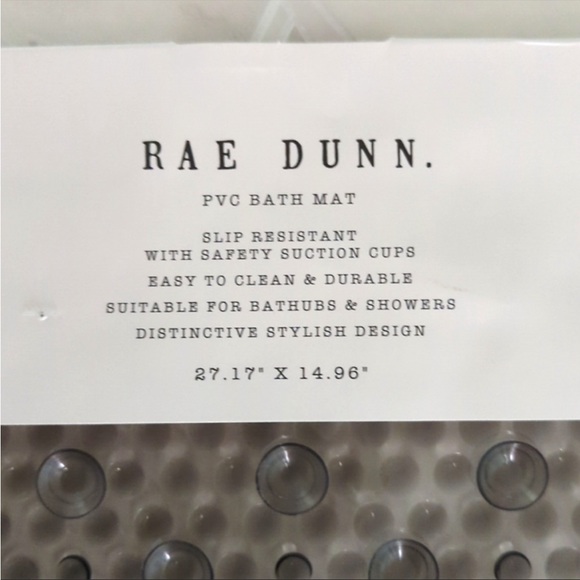 RAE DUNN.
PVC BATH MAT
SLIP RESISTANT
WITH SAFETY SUCTION CUPS
EASY TO CLEAN & DURABLE
SUITABLE FOR BATHUBS & SHOWERS
DISTINCTIVE STYLISH DESIGN
27.17" X 14.96"